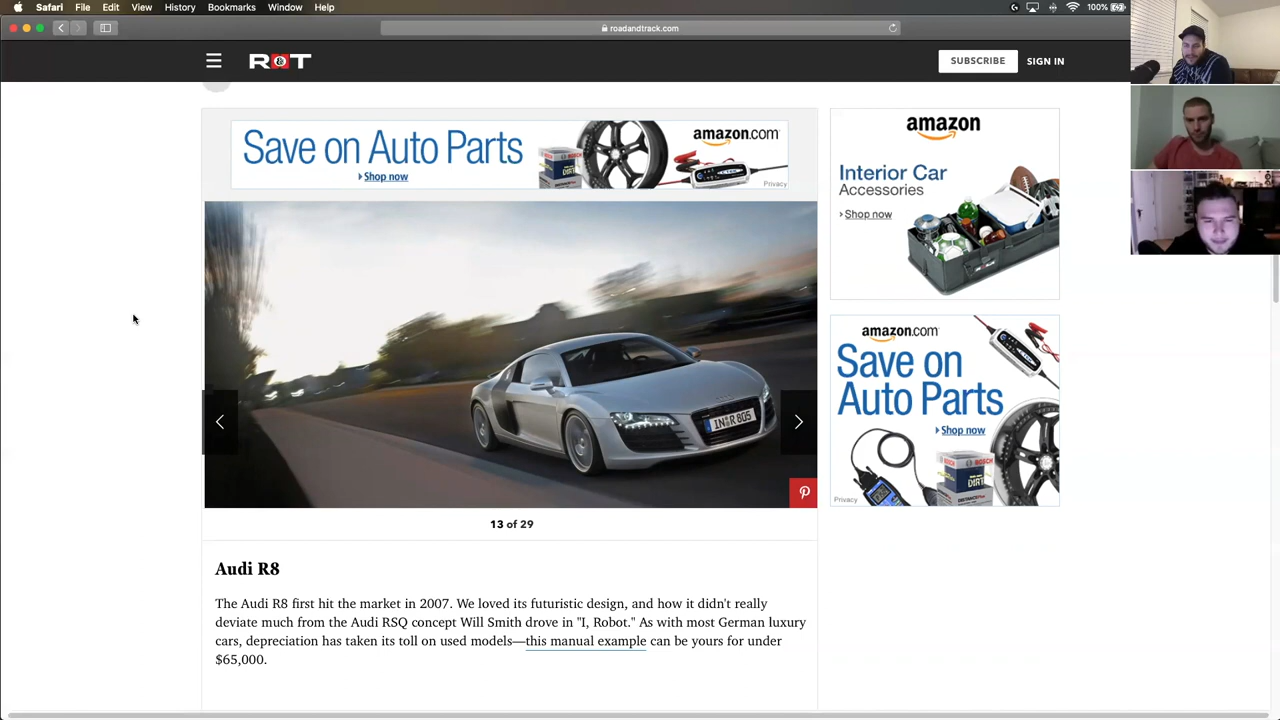 Safari File Edit View History Bookmarks Window Help 100%
roadandtrack.com
R&T
SUBSCRIBE SIGN IN
Save on Auto Parts
Shop now
amazon.com
BOSCH
DIRT
Privacy
amazon
Interior Car
Accessories
Shop now
IN·R 805
amazon.com
Save on
Auto Parts
Shop now
BOSCH
DIRT
Privacy
13 of 29
Audi R8
The Audi R8 first hit the market in 2007. We loved its futuristic design, and how it didn't really
deviate much from the Audi RSQ concept Will Smith drove in "I, Robot." As with most German luxury
cars, depreciation has taken its toll on used models—this manual example can be yours for under
$65,000.